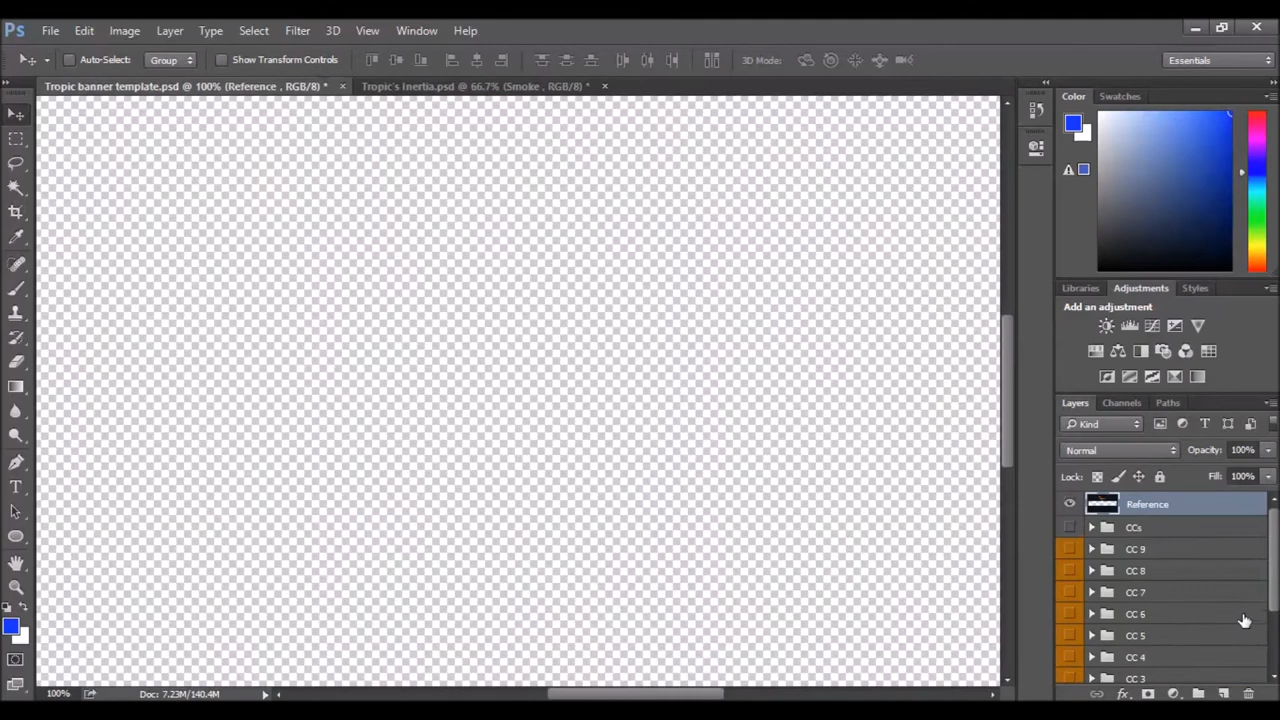 Ps File Edit Image Layer Type Select Filter 3D View Window Help
Auto-Select: Group Show Transform Controls 3D Mode: Essentials
Tropic banner template.psd @ 100% (Reference , RGB/8) * × Tropic's Inertia.psd @ 66.7% (Smoke , RGB/8) * ×
Color Swatches
Libraries Adjustments Styles
Add an adjustment
Layers Channels Paths
Kind
Normal Opacity: 100%
Lock: Fill: 100%
Reference
CCs
CC 9
CC 8
CC 7
CC 6
CC 5
CC 4
CC 3
100% Doc: 7.23M/140.4M